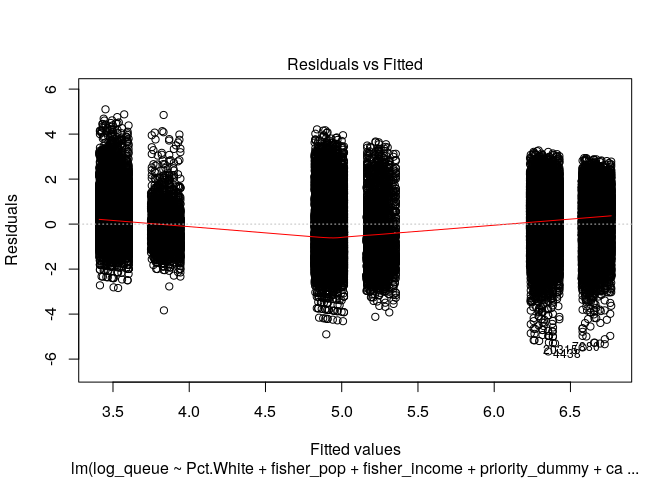 Residuals vs Fitted
Residuals
6
4
2
0
-2
-4
-6
3.5 4.0 4.5 5.0 5.5 6.0 6.5
Fitted values
lm(log_queue ~ Pct.White + fisher_pop + fisher_income + priority_dummy + ca ...